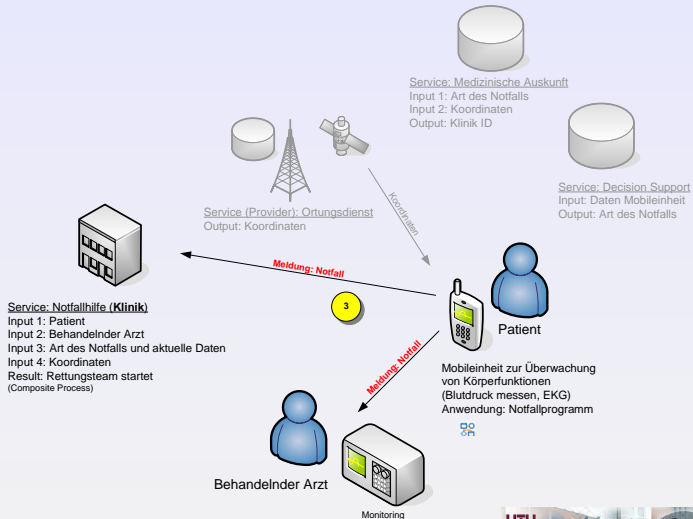 Service: Medizinische Auskunft
Input 1: Art des Notfalls
Input 2: Koordinaten
Output: Klinik ID
Service: Decision Support
Input: Daten Mobileinheit
Output: Art des Notfalls
Service (Provider): Ortungsdienst
Output: Koordinaten
Koordinaten
Meldung: Notfall
3
Service: Notfallhilfe (Klinik)
Input 1: Patient
Input 2: Behandelnder Arzt
Input 3: Art des Notfalls und aktuelle Daten
Input 4: Koordinaten
Result: Rettungsteam startet
(Composite Process)
Patient
Meldung: Notfall
Mobileinheit zur Überwachung
von Körperfunktionen
(Blutdruck messen, EKG)
Anwendung: Notfallprogramm
Behandelnder Arzt
Monitoring